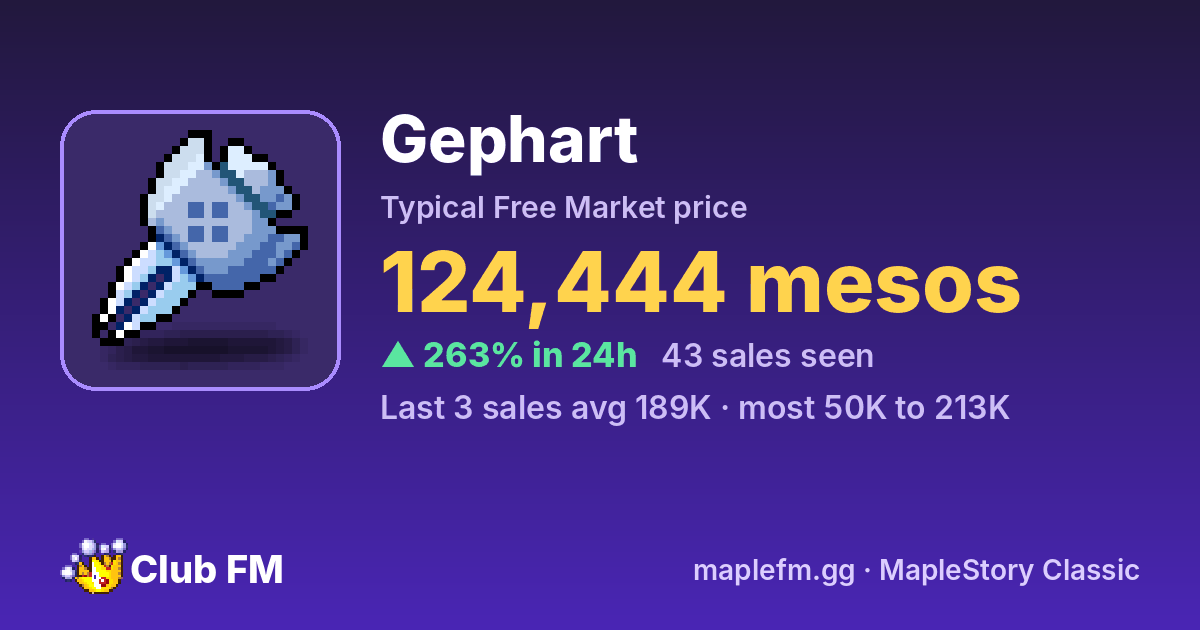 Gephart
Typical Free Market price
124,444 mesos
▲ 263% in 24h 43 sales seen
Last 3 sales avg 189K · most 50K to 213K
Club FM
maplefm.gg · MapleStory Classic